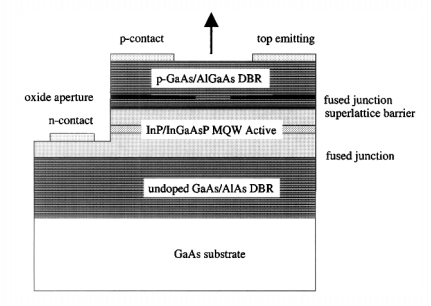 p-contact
top emitting
p-GaAs/AlGaAs DBR
oxide aperture
fused junction
superlattice barrier
n-contact
InP/InGaAsP MQW Active
fused junction
undoped GaAs/AlAs DBR
GaAs substrate